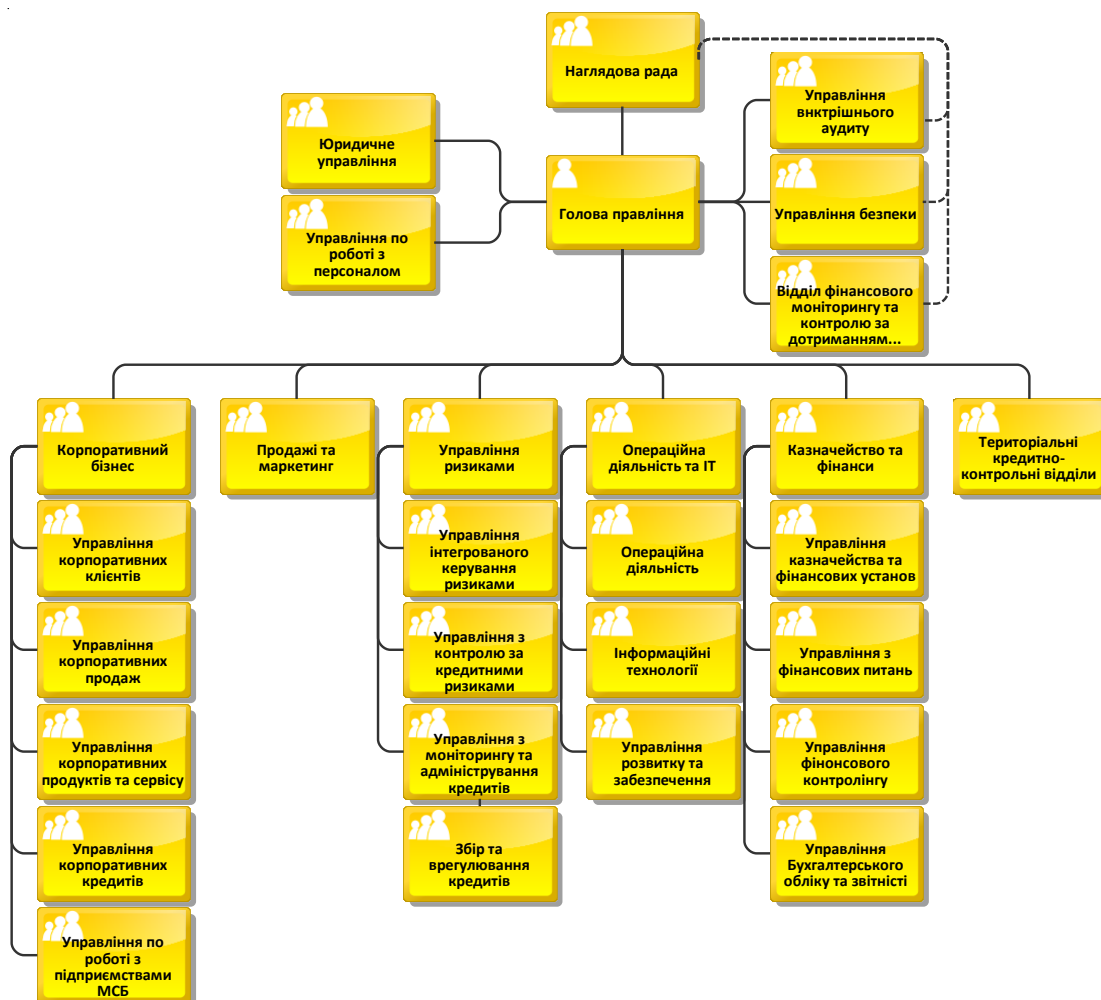 Наглядова рада
Управління
внктрішнього
аудиту
Юридичне
управління
Голова правління
Управління безпеки
Управління по
роботі з
персоналом
Відділ фінансового
моніторингу та
контролю за
дотриманням...
Корпоративний
бізнес
Продажі та
маркетинг
Управління
ризиками
Операційна
діяльність та ІТ
Казначейство та
фінанси
Територіальні
кредитно-
контрольні відділи
Управління
корпоративних
клієнтів
Управління
інтегрованого
керування
ризиками
Операційна
діяльність
Управління
казначейства та
фінансових установ
Управління
корпоративних
продаж
Управління з
контролю за
кредитними
ризиками
Інформаційні
технології
Управління з
фінансових питань
Управління
корпоративних
продуктів та сервісу
Управління з
моніторингу та
адміністрування
кредитів
Управління
розвитку та
забезпечення
Управління
фінонсового
контролінгу
Управління
корпоративних
кредитів
Збір та
врегулювання
кредитів
Управління
Бухгалтерського
обліку та звітністі
Управління по
роботі з
підприємствами
МСБ